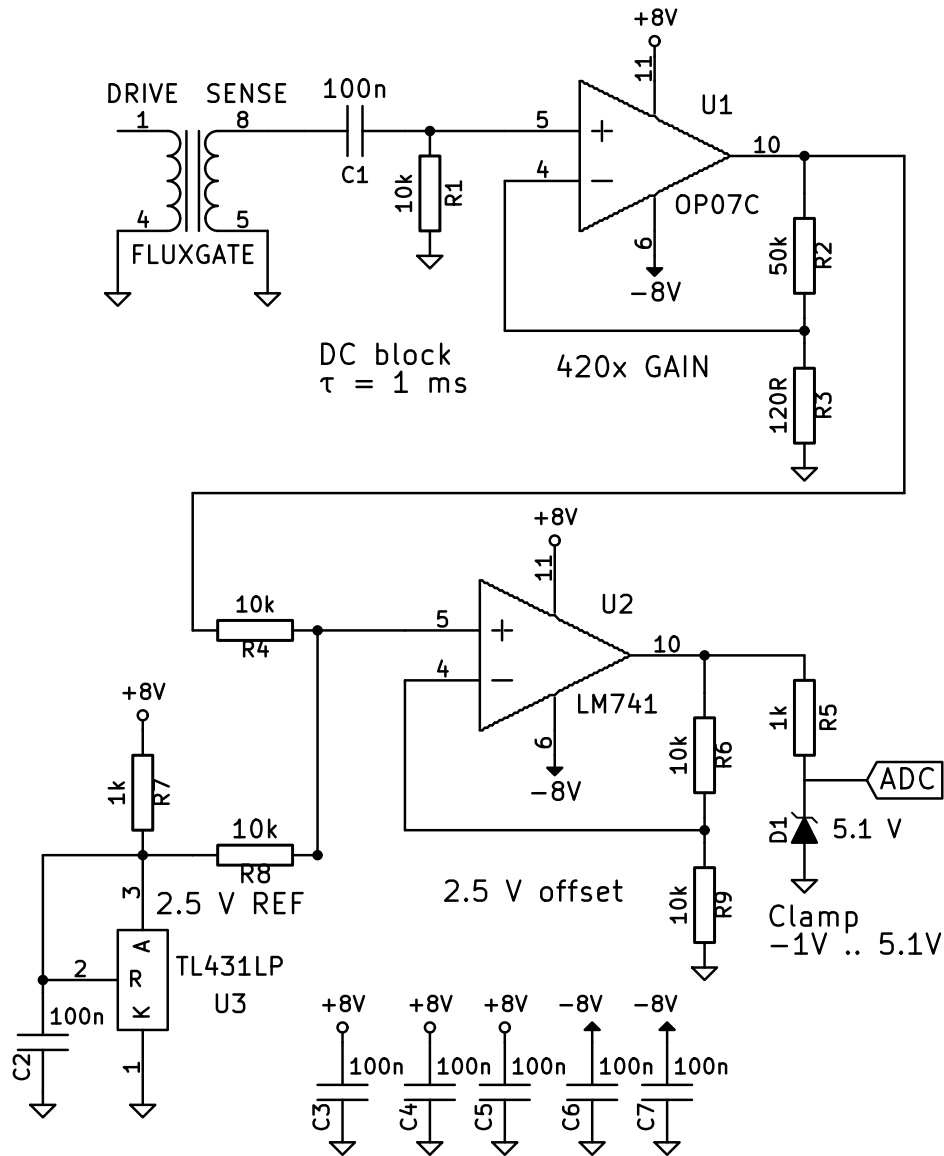 +8V
11
U1
DRIVE SENSE
100n
1
8
C1
5
+
10
4
−
10k
R1
OP07C
4
5
FLUXGATE
6
−8V
50k
R2
DC block
τ = 1 ms
420x GAIN
120R
R3
+8V
11
U2
10k
R4
5
+
10
4
−
LM741
6
−8V
+8V
1k
R7
10k
R6
1k
R5
ADC
10k
R8
D1
5.1 V
3
2.5 V REF
2.5 V offset
10k
R9
Clamp
−1V .. 5.1V
A
2
R
TL431LP
K
U3
100n
C2
1
+8V
+8V
+8V
−8V
−8V
100n
100n
100n
100n
100n
C3
C4
C5
C6
C7